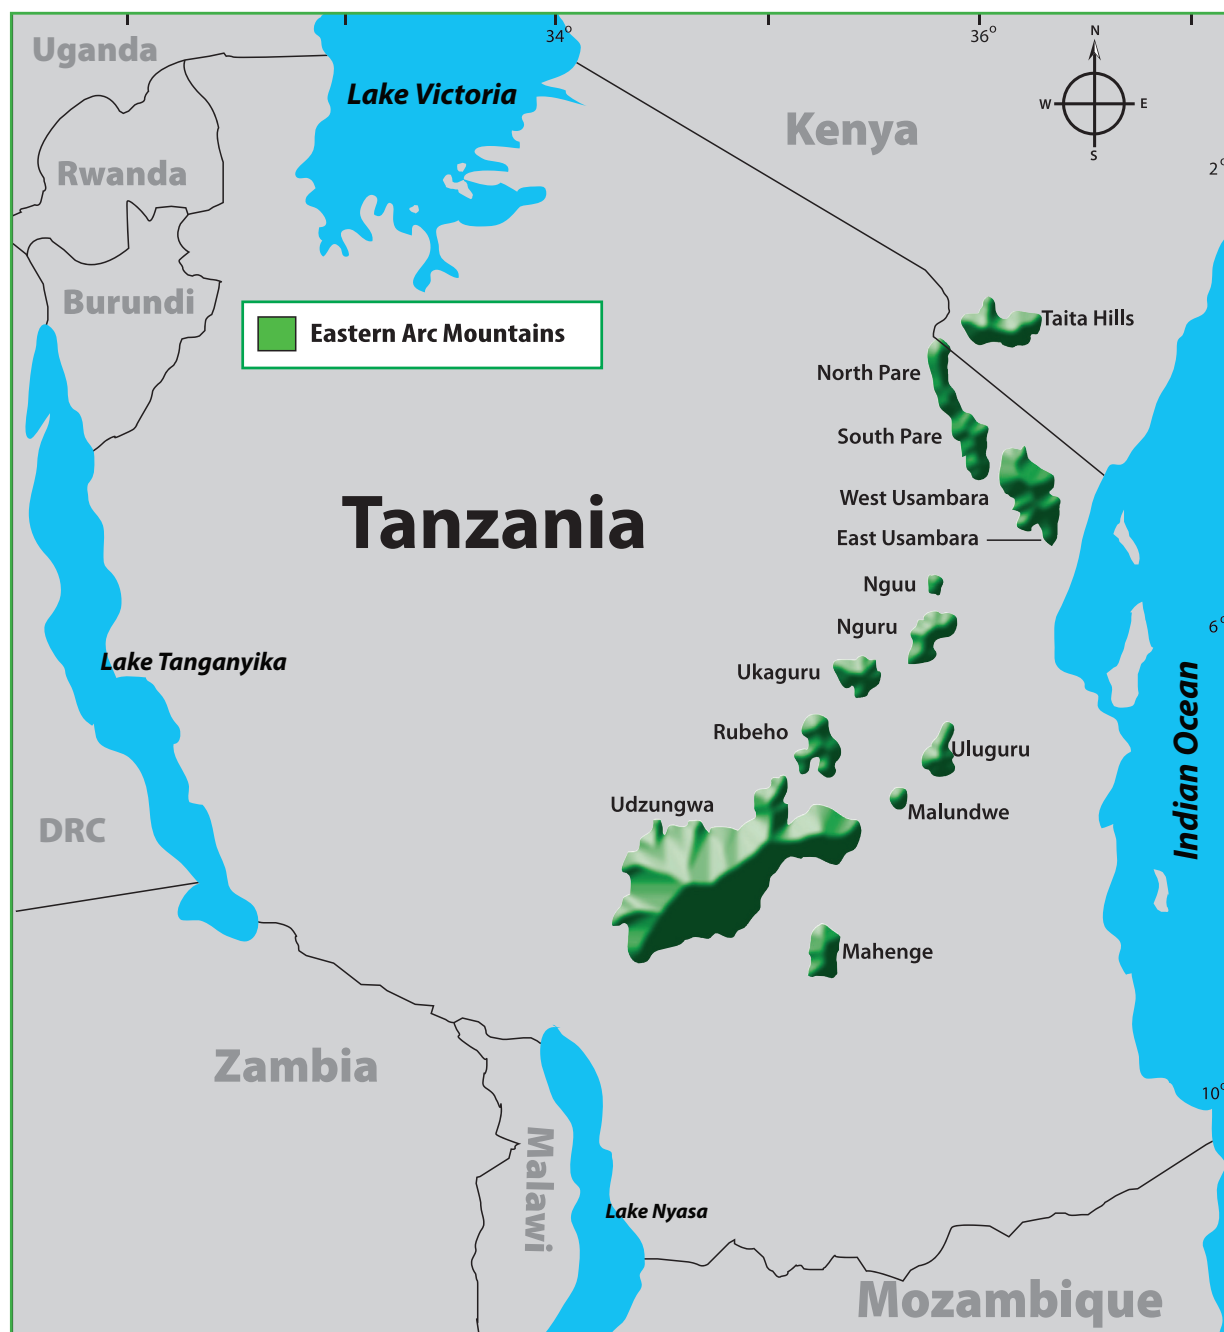 34°
36°
N
W
E
S
Uganda
Lake Victoria
Kenya
2°
Rwanda
Burundi
Eastern Arc Mountains
Taita Hills
North Pare
South Pare
Tanzania
West Usambara
East Usambara
Nguu
Nguru
6°
Lake Tanganyika
Ukaguru
Rubeho
Uluguru
Indian Ocean
Udzungwa
Malundwe
DRC
Mahenge
Zambia
10°
Malawi
Lake Nyasa
Mozambique